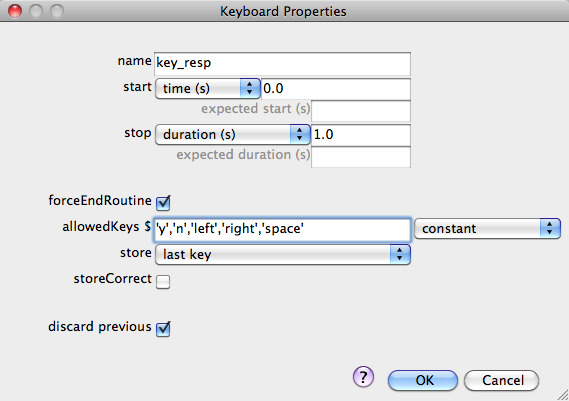 Keyboard Properties
name key_resp
start time (s) 0.0
expected start (s)
stop duration (s) 1.0
expected duration (s)
forceEndRoutine
allowedKeys $ 'y','n','left','right','space' constant
store last key
storeCorrect
discard previous
? OK Cancel